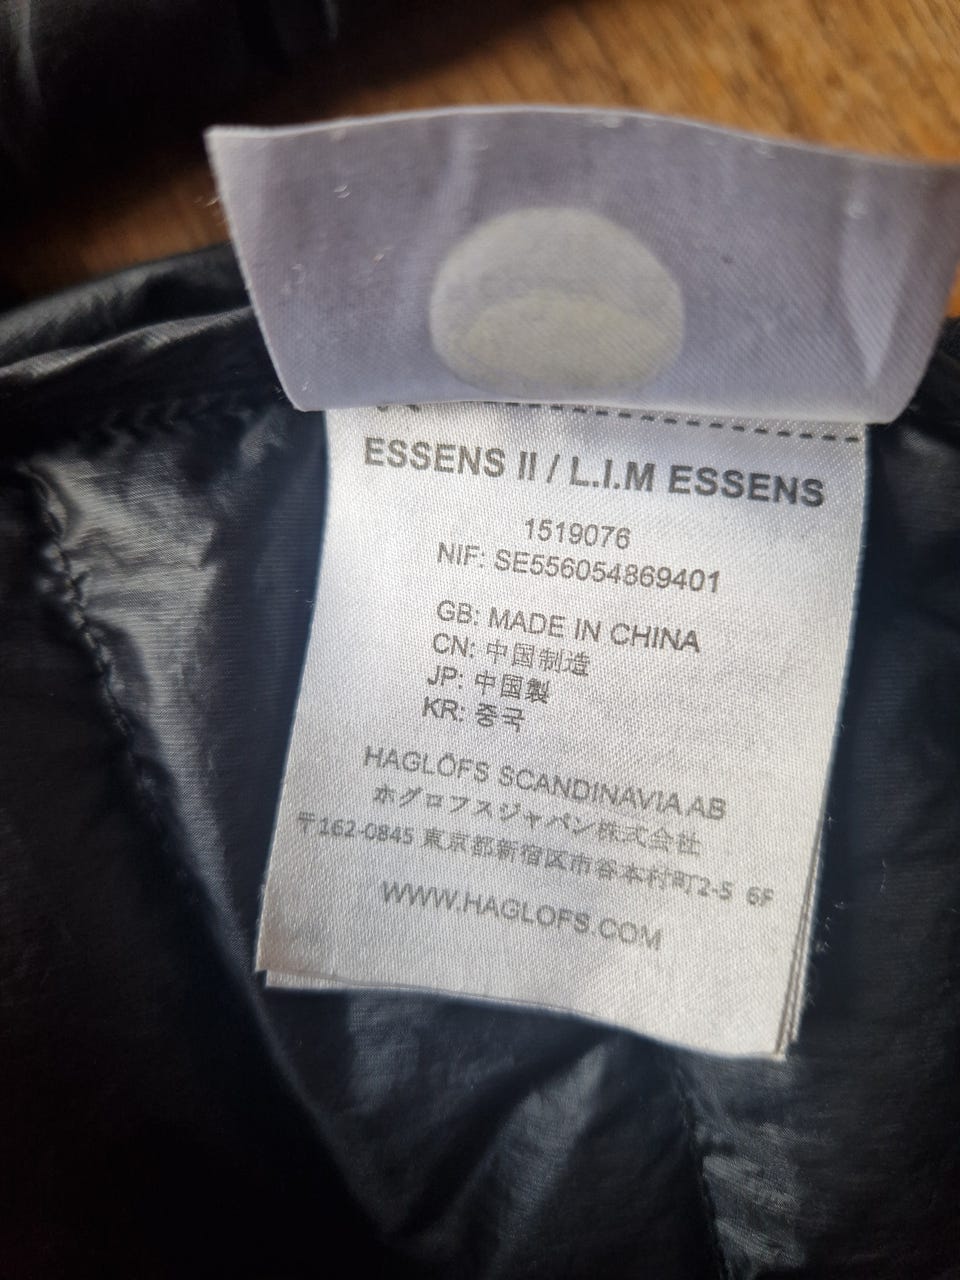 ESSENS II / L.I.M ESSENS
1519076
NIF: SE556054869401
GB: MADE IN CHINA
CN: 中国制造
JP: 中国製
KR: 중국
HAGLÖFS SCANDINAVIA AB
ホグロフスジャパン株式会社
〒162-0845 東京都新宿区市谷本村町2-5 6F
WWW.HAGLOFS.COM